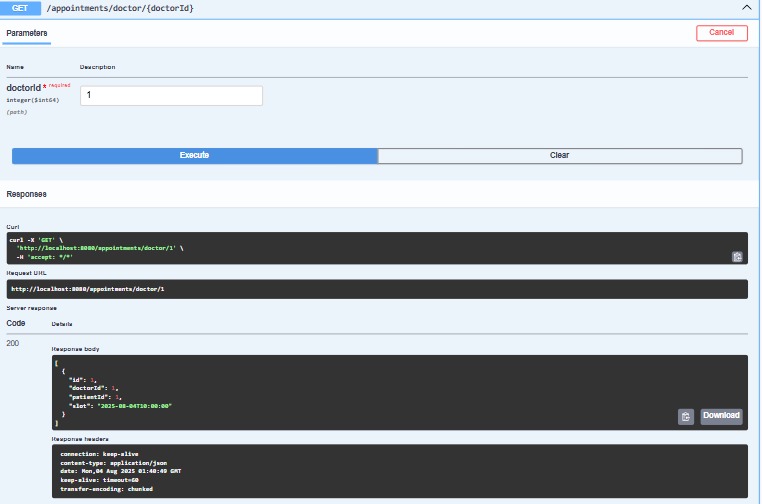 GET /appointments/doctor/{doctorId}
Parameters
Cancel
Name Description
doctorId * required
integer($int64)
(path)
1
Execute Clear
Responses
Curl
curl -X 'GET' \
'http://localhost:8080/appointments/doctor/1' \
-H 'accept: */*'
Request URL
http://localhost:8080/appointments/doctor/1
Server response
Code Details
200
Response body
[
{
"id": 1,
"doctorId": 1,
"patientId": 1,
"slot": "2025-08-04T10:00:00"
}
]
Download
Response headers
connection: keep-alive
content-type: application/json
date: Mon,04 Aug 2025 01:40:49 GMT
keep-alive: timeout=60
transfer-encoding: chunked